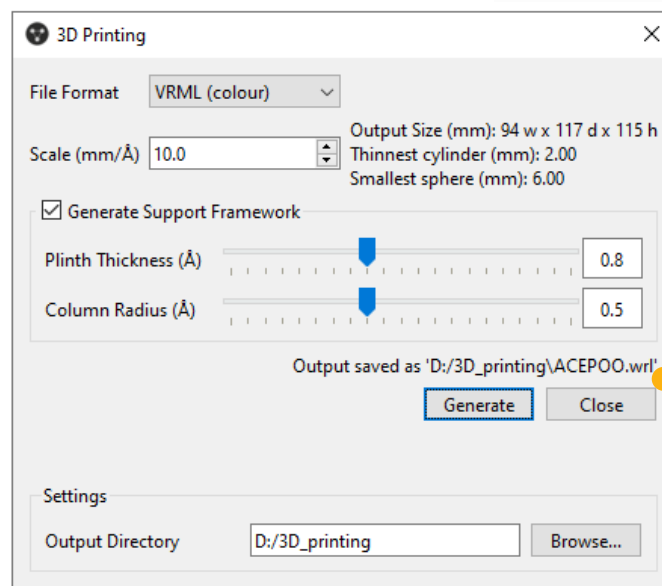 3D Printing
File Format VRML (colour)
Output Size (mm): 94 w x 117 d x 115 h
Scale (mm/Å) 10.0 Thinnest cylinder (mm): 2.00
Smallest sphere (mm): 6.00
Generate Support Framework
Plinth Thickness (Å) 0.8
Column Radius (Å) 0.5
Output saved as 'D:/3D_printing\ACEPOO.wrl'
Generate Close
Settings
Output Directory D:/3D_printing Browse...